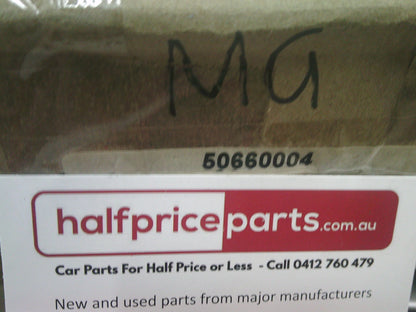 MG
50660004
halfpriceparts.com.au
Car Parts For Half Price or Less - Call 0412 760 479
New and used parts from major manufacturers